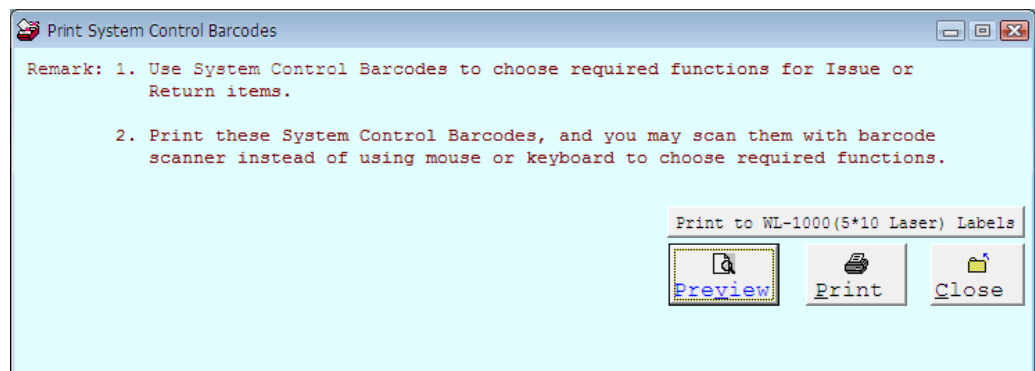 Print System Control Barcodes
Remark: 1. Use System Control Barcodes to choose required functions for Issue or
Return items.
2. Print these System Control Barcodes, and you may scan them with barcode
scanner instead of using mouse or keyboard to choose required functions.
Print to WL-1000(5*10 Laser) Labels
Preview Print Close